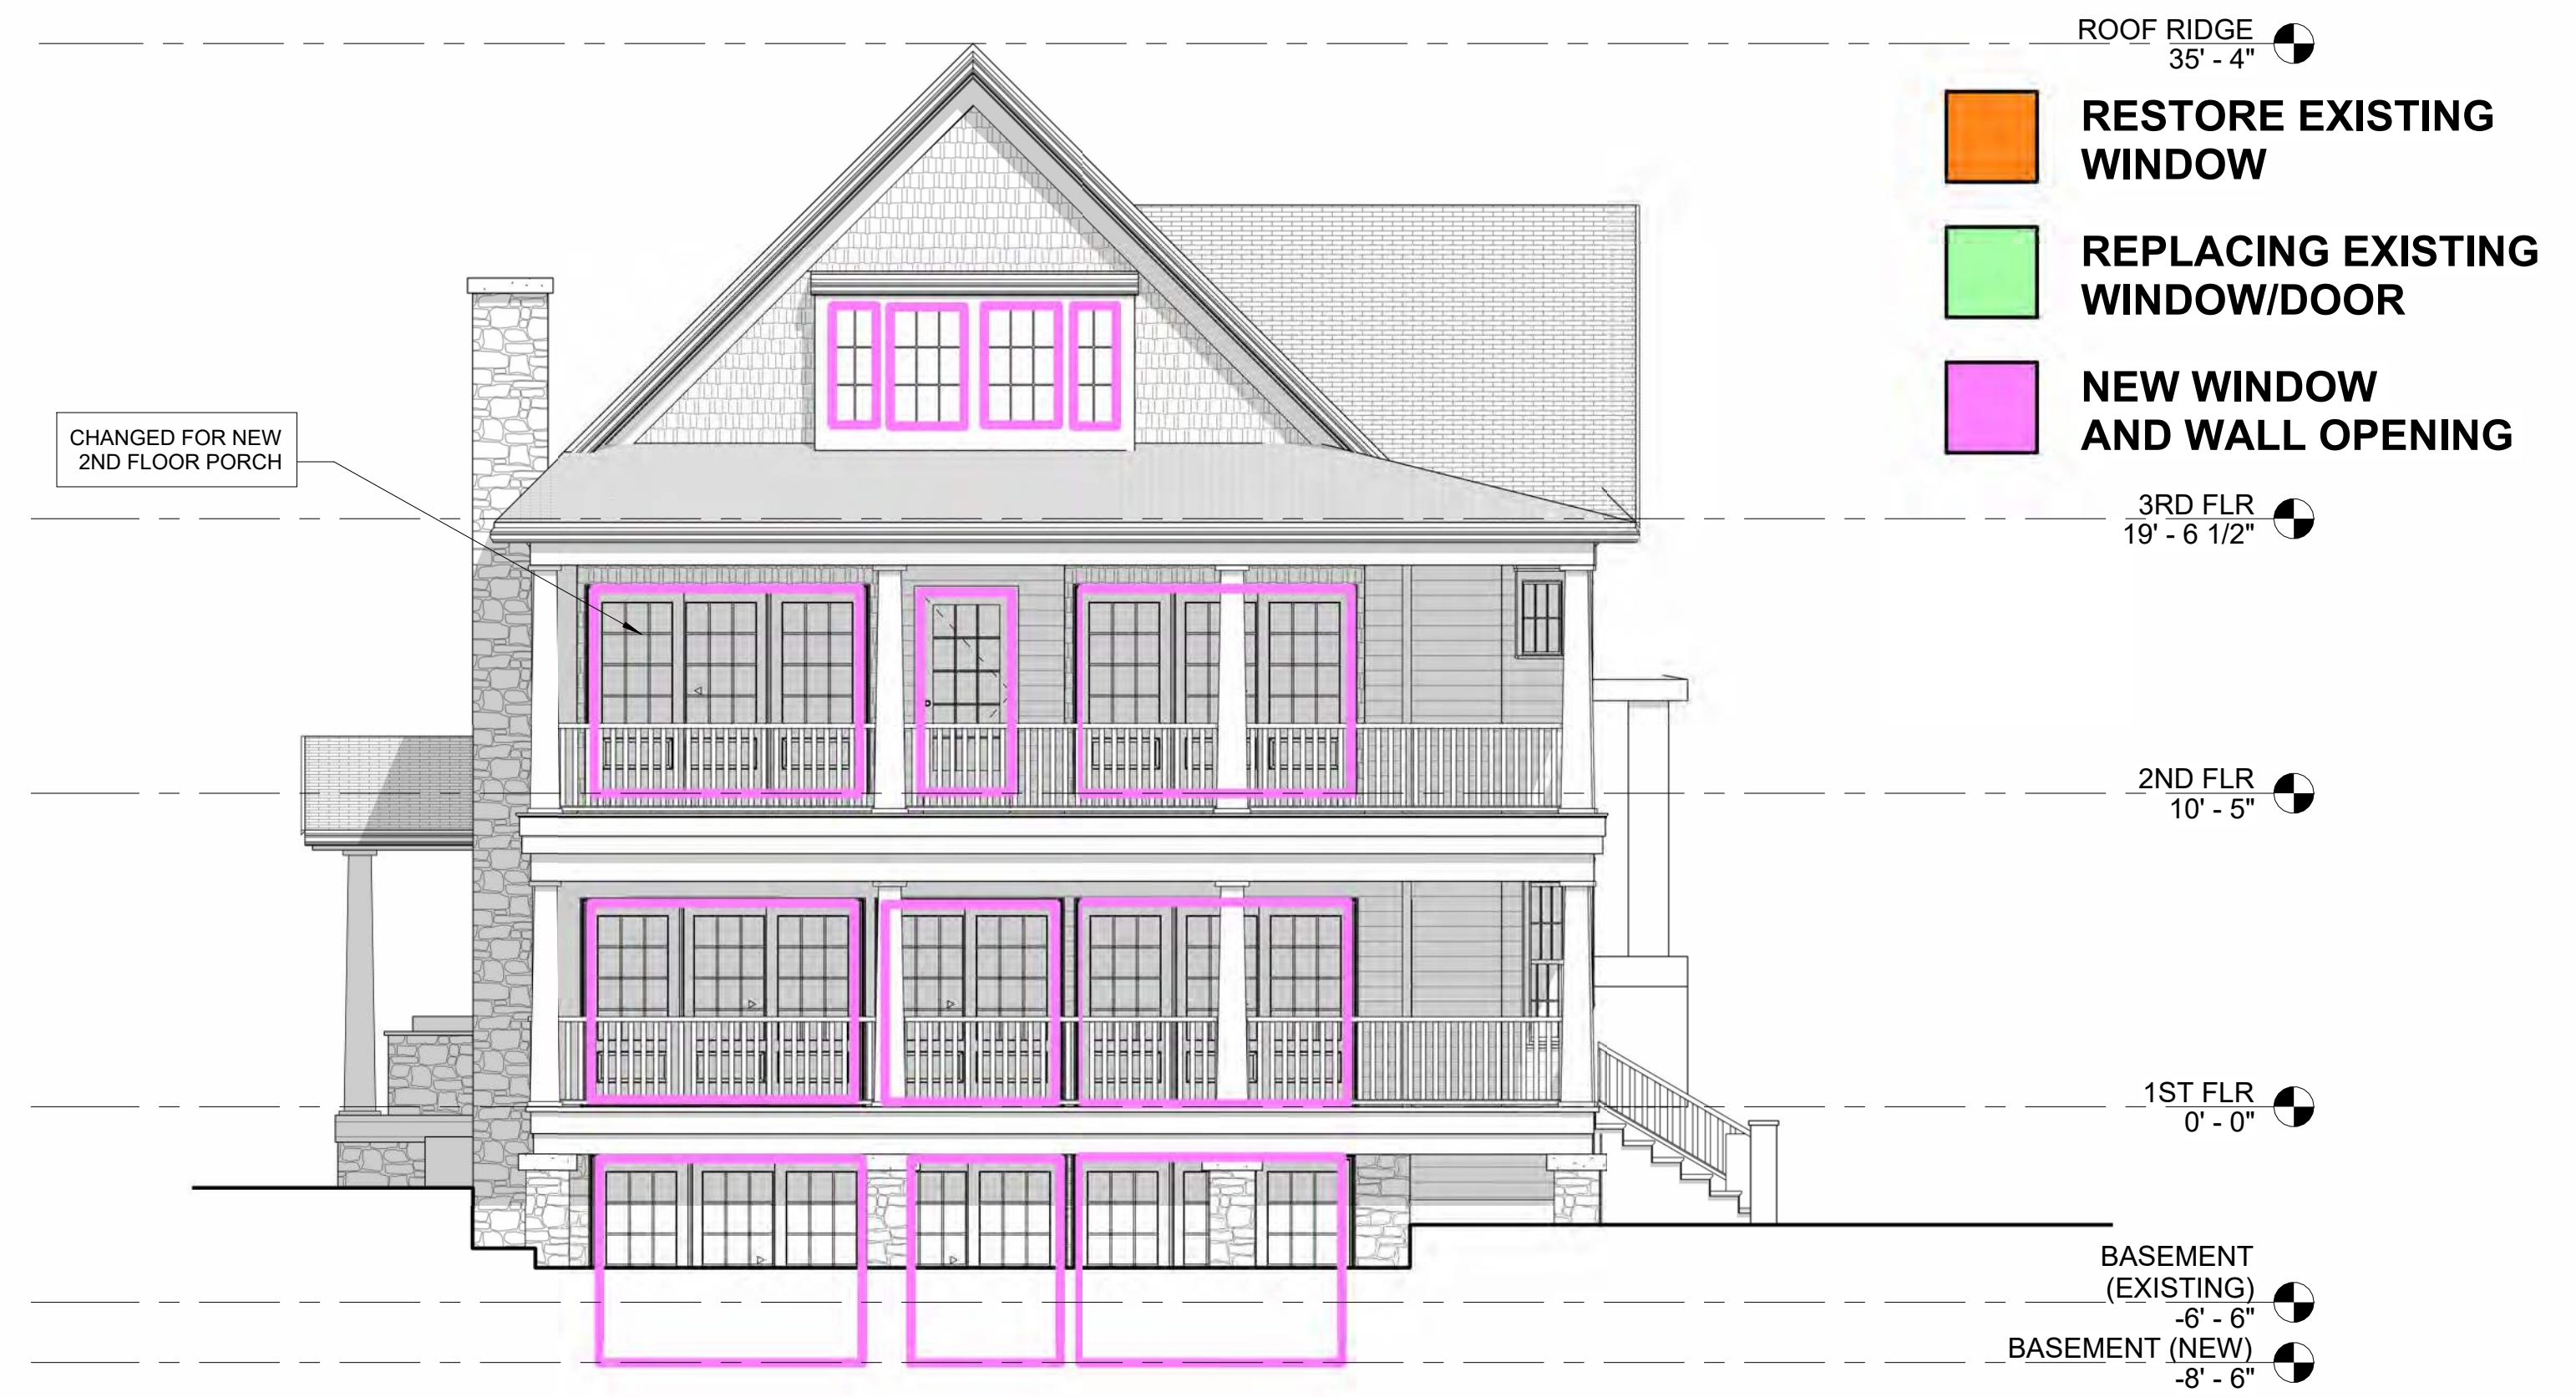 ROOF RIDGE
35' - 4"
RESTORE EXISTING
WINDOW
REPLACING EXISTING
WINDOW/DOOR
NEW WINDOW
AND WALL OPENING
CHANGED FOR NEW
2ND FLOOR PORCH
3RD FLR
19' - 6 1/2"
2ND FLR
10' - 5"
1ST FLR
0' - 0"
BASEMENT
(EXISTING)
-6' - 6"
BASEMENT (NEW)
-8' - 6"